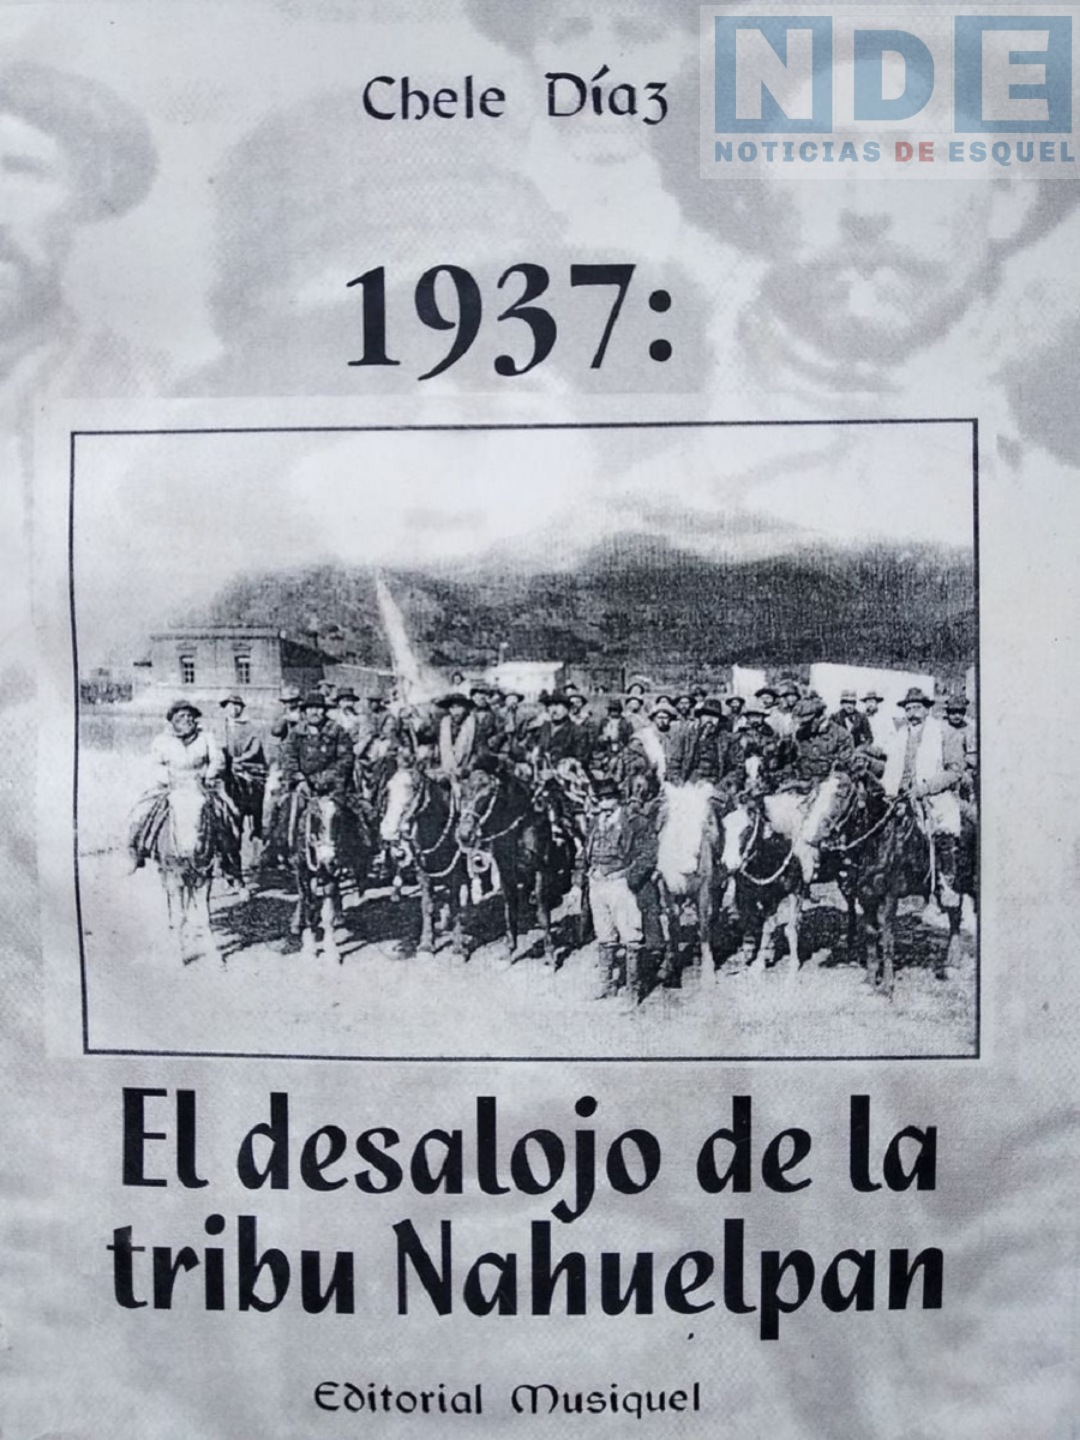 NDE
NOTICIAS DE ESQUEL
Chele Díaz
1937:
El desalojo de la
tribu Nahuelpan
Editorial Musiquel